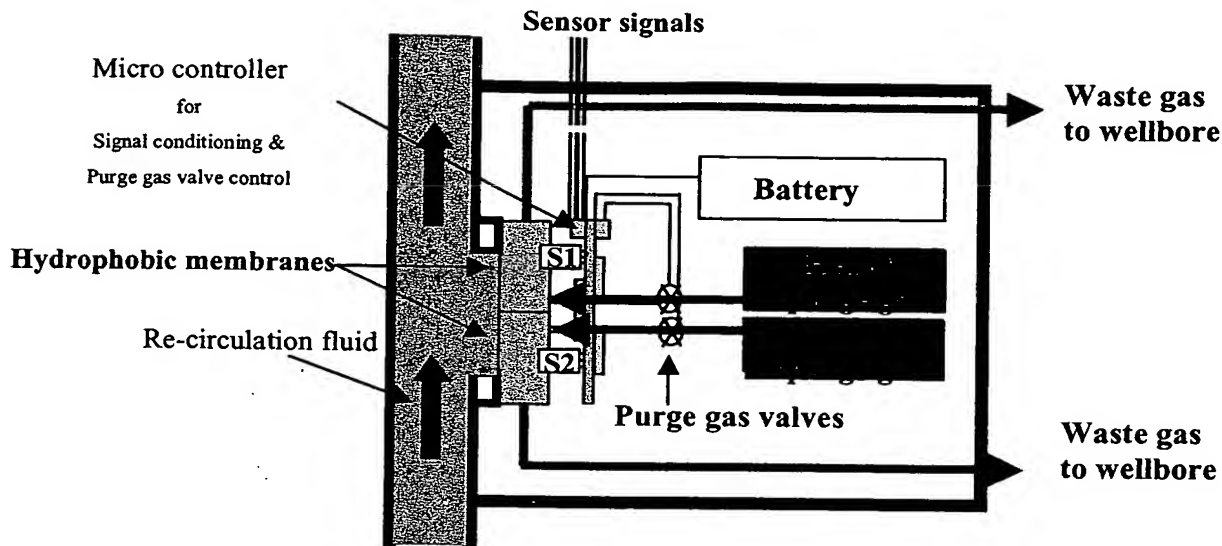 Sensor signals
Micro controller
for
Signal conditioning &
Purge gas valve control
Waste gas
to wellbore
Battery
S1
Hydrophobic membranes
Re-circulation fluid
S2
Purge gas valves
Waste gas
to wellbore